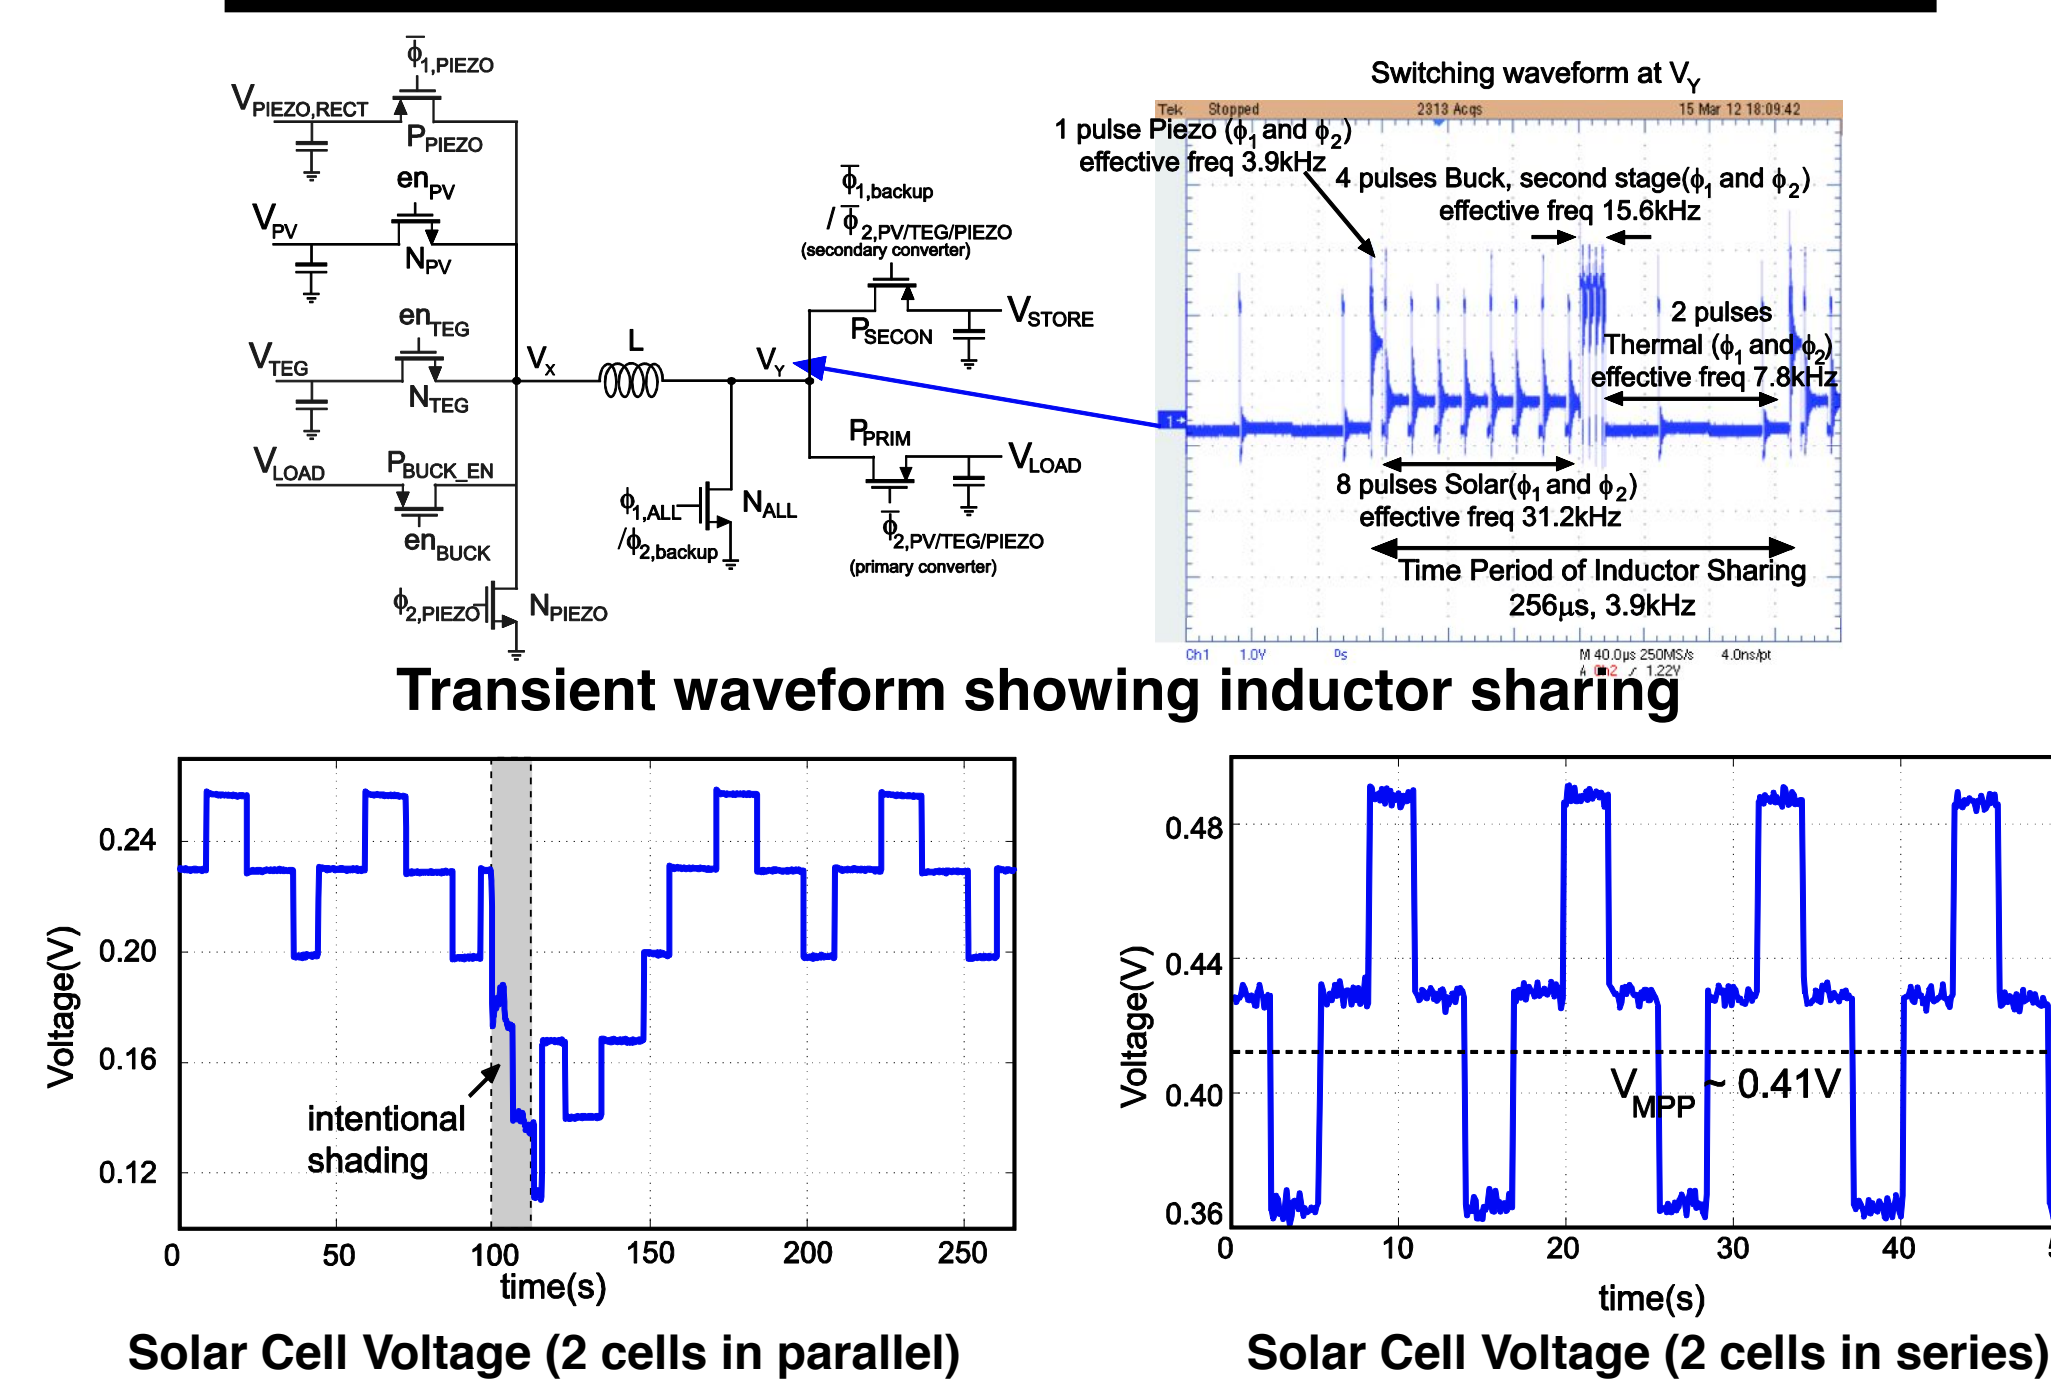 ϕ̅1,PIEZO
VPIEZO,RECT
PPIEZO
enPV
VPV
NPV
enTEG
VTEG
NTEG
VX
L
VY
VLOAD
PBUCK_EN
enBUCK
ϕ2,PIEZO
NPIEZO
ϕ1,ALL
/ϕ2,backup
NALL
ϕ̅1,backup
/ ϕ̅2,PV/TEG/PIEZO
(secondary converter)
PSECON
VSTORE
PPRIM
VLOAD
ϕ̅2,PV/TEG/PIEZO
(primary converter)
Switching waveform at VY
Tek Stopped 2313 Acqs 15 Mar 12 18:09:42
1 pulse Piezo (ϕ1 and ϕ2)
effective freq 3.9kHz
4 pulses Buck, second stage(ϕ1 and ϕ2)
effective freq 15.6kHz
2 pulses
Thermal (ϕ1 and ϕ2)
effective freq 7.8kHz
1
8 pulses Solar(ϕ1 and ϕ2)
effective freq 31.2kHz
Time Period of Inductor Sharing
256μs, 3.9kHz
Ch1 1.0V M 40.0μs 250MS/s 4.0ns/pt
A Ch2 1.22V
Transient waveform showing inductor sharing
Voltage(V)
0.24
0.20
0.16
0.12
intentional
shading
0 50 100 150 200 250
time(s)
Solar Cell Voltage (2 cells in parallel)
Voltage(V)
0.48
0.44
0.40
0.36
VMPP ~ 0.41V
0 10 20 30 40
time(s)
Solar Cell Voltage (2 cells in series)